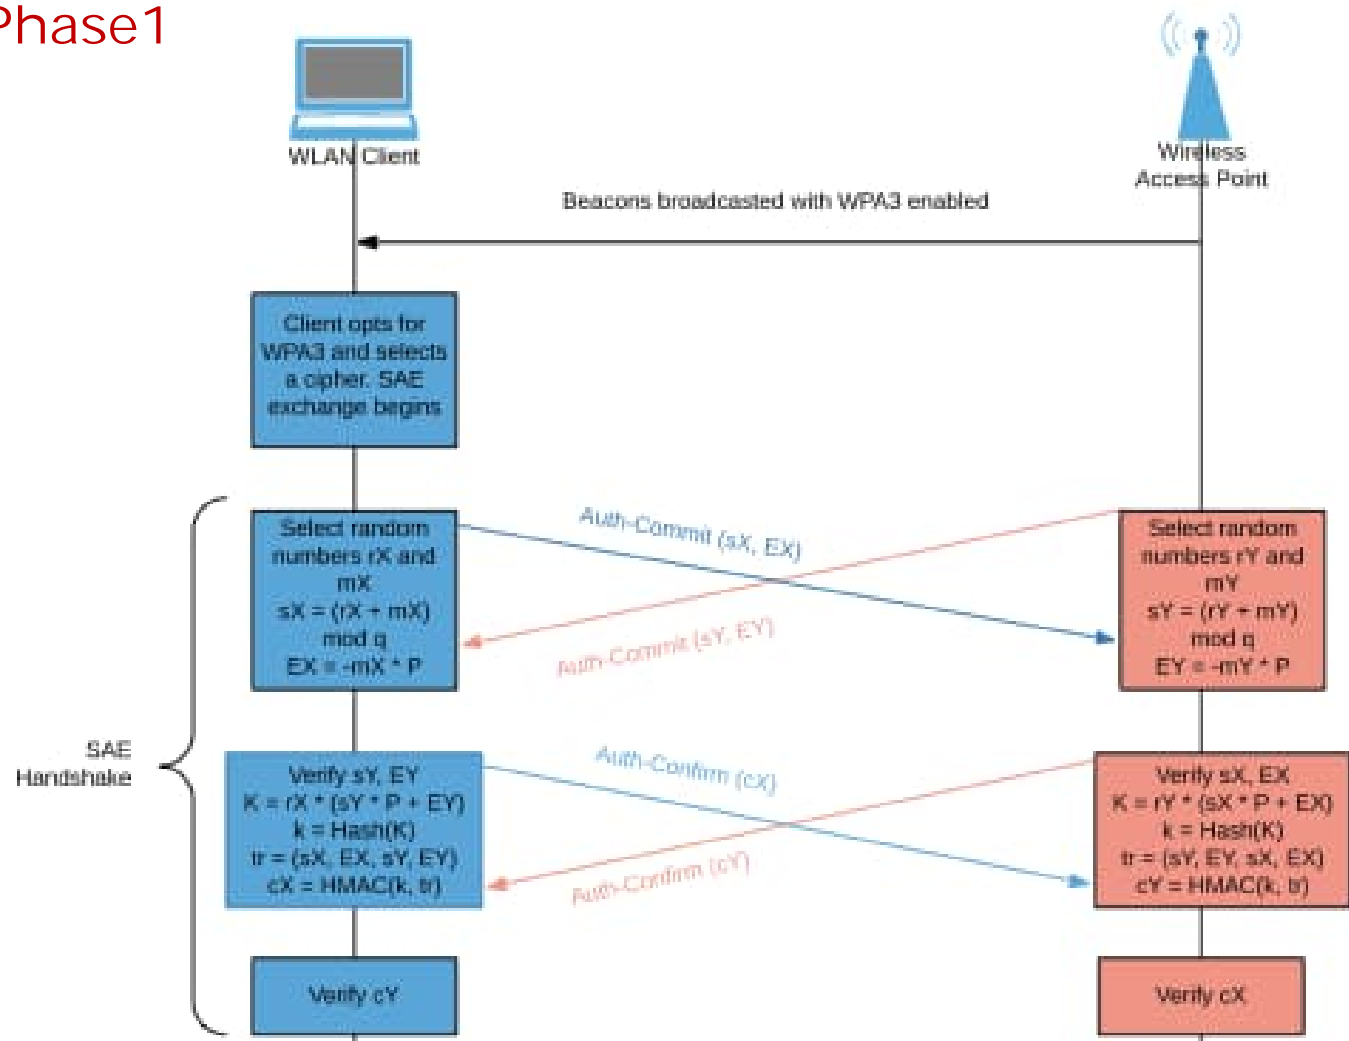 Phase1
WLAN Client
Wireless
Access Point
Beacons broadcasted with WPA3 enabled
Client opts for
WPA3 and selects
a cipher. SAE
exchange begins
Select random
numbers rX and
mX
sX = (rX + mX)
mod q
EX = -mX * P
Auth-Commit (sX, EX)
Auth-Commit (sY, EY)
Select random
numbers rY and
mY
sY = (rY + mY)
mod q
EY = -mY * P
SAE
Handshake
Verify sY, EY
K = rX * (sY * P + EY)
k = Hash(K)
tr = (sX, EX, sY, EY)
cX = HMAC(k, tr)
Auth-Confirm (cX)
Auth-Confirm (cY)
Verify sX, EX
K = rY * (sX * P + EX)
k = Hash(K)
tr = (sY, EY, sX, EX)
cY = HMAC(k, tr)
Verify cY
Verify cX